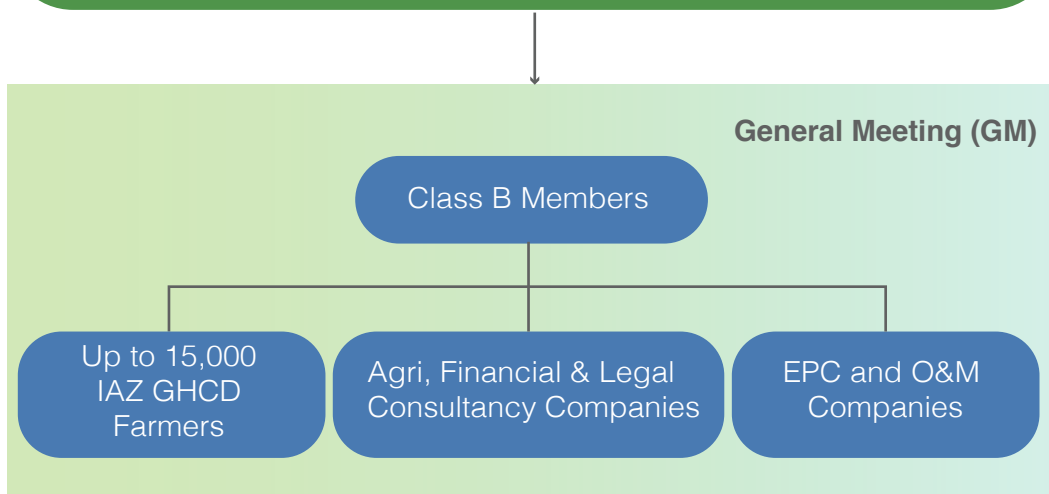 General Meeting (GM)
Class B Members
Up to 15,000
IAZ GHCD
Farmers
Agri, Financial & Legal
Consultancy Companies
EPC and O&M
Companies